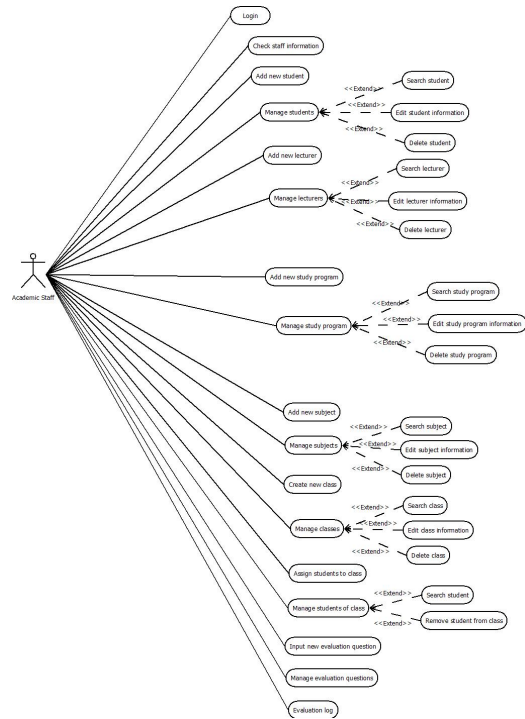 Login
Check staff information
Add new student
Search student
<<Extend>>
Manage students
<<Extend>>
Edit student information
<<Extend>>
Delete student
Add new lecturer
Search lecturer
<<Extend>>
Manage lecturers
<<Extend>>
Edit lecturer information
<<Extend>>
Delete lecturer
Academic Staff
Add new study program
Search study program
<<Extend>>
Manage study program
<<Extend>>
Edit study program information
<<Extend>>
Delete study program
Add new subject
Search subject
<<Extend>>
Manage subjects
<<Extend>>
Edit subject information
<<Extend>>
Delete subject
Create new class
Search class
<<Extend>>
Manage classes
<<Extend>>
Edit class information
<<Extend>>
Delete class
Assign students to class
Search student
<<Extend>>
Manage students of class
Remove student from class
<<Extend>>
Input new evaluation question
Manage evaluation questions
Evaluation log